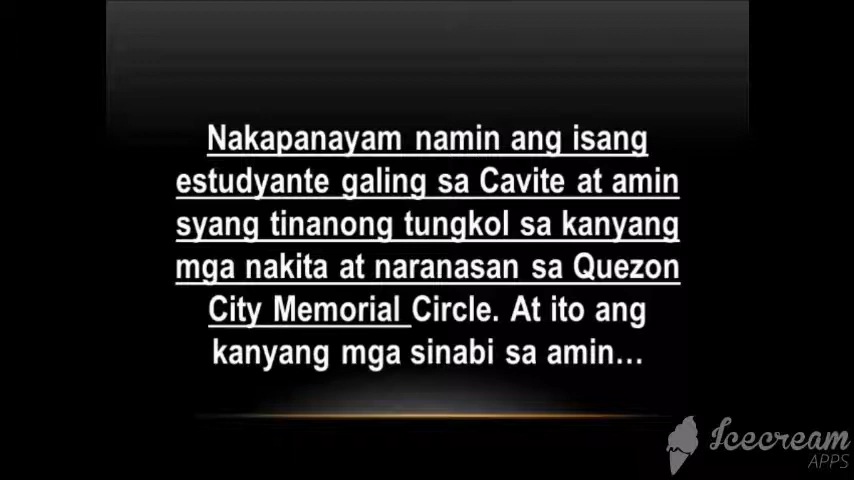 Nakapanayam namin ang isang
estudyante galing sa Cavite at amin
syang tinanong tungkol sa kanyang
mga nakita at naranasan sa Quezon
City Memorial Circle. At ito ang
kanyang mga sinabi sa amin...
Icecream
APPS